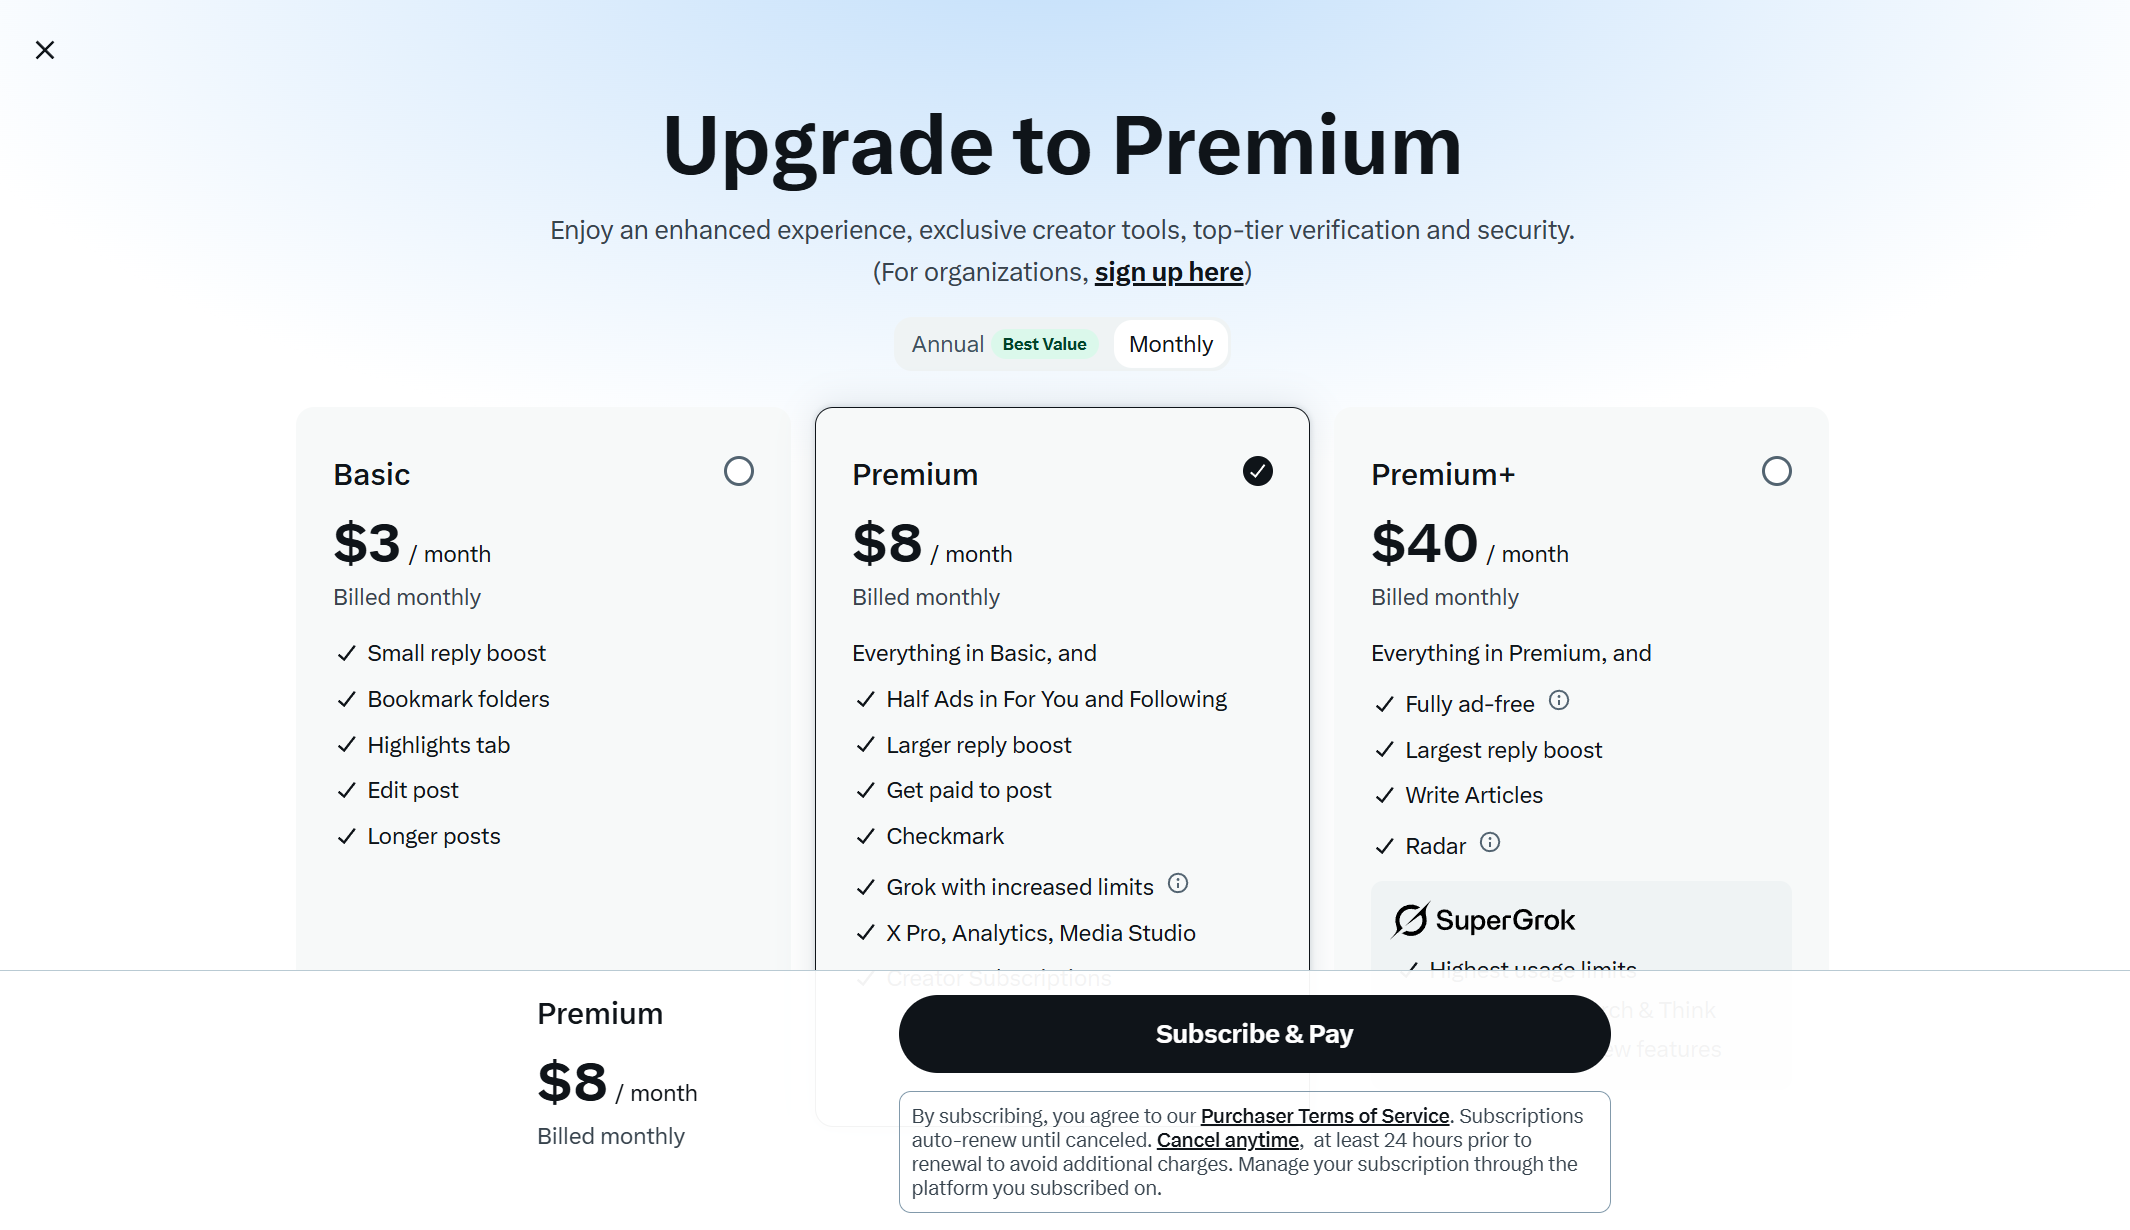 Upgrade to Premium
Enjoy an enhanced experience, exclusive creator tools, top-tier verification and security.
(For organizations, sign up here)
Annual Best Value Monthly
Basic
$3 / month
Billed monthly
Small reply boost
Bookmark folders
Highlights tab
Edit post
Longer posts
Premium
$8 / month
Billed monthly
Everything in Basic, and
Half Ads in For You and Following
Larger reply boost
Get paid to post
Checkmark
Grok with increased limits
X Pro, Analytics, Media Studio
Creator Subscriptions
Premium+
$40 / month
Billed monthly
Everything in Premium, and
Fully ad-free
Largest reply boost
Write Articles
Radar
SuperGrok
Highest usage limits
& Think
features
Premium
$8 / month
Billed monthly
Subscribe & Pay
By subscribing, you agree to our Purchaser Terms of Service. Subscriptions
auto-renew until canceled. Cancel anytime, at least 24 hours prior to
renewal to avoid additional charges. Manage your subscription through the
platform you subscribed on.